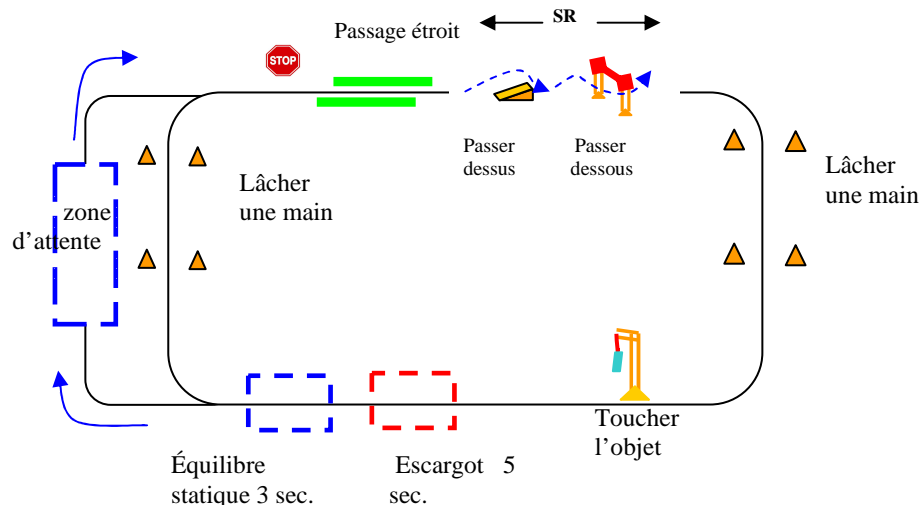 SR
Passage étroit
STOP
Passer
dessus
Passer
dessous
Lâcher
une main
Lâcher
une main
zone
d’attente
Toucher
l’objet
Équilibre
statique 3 sec.
Escargot 5
sec.